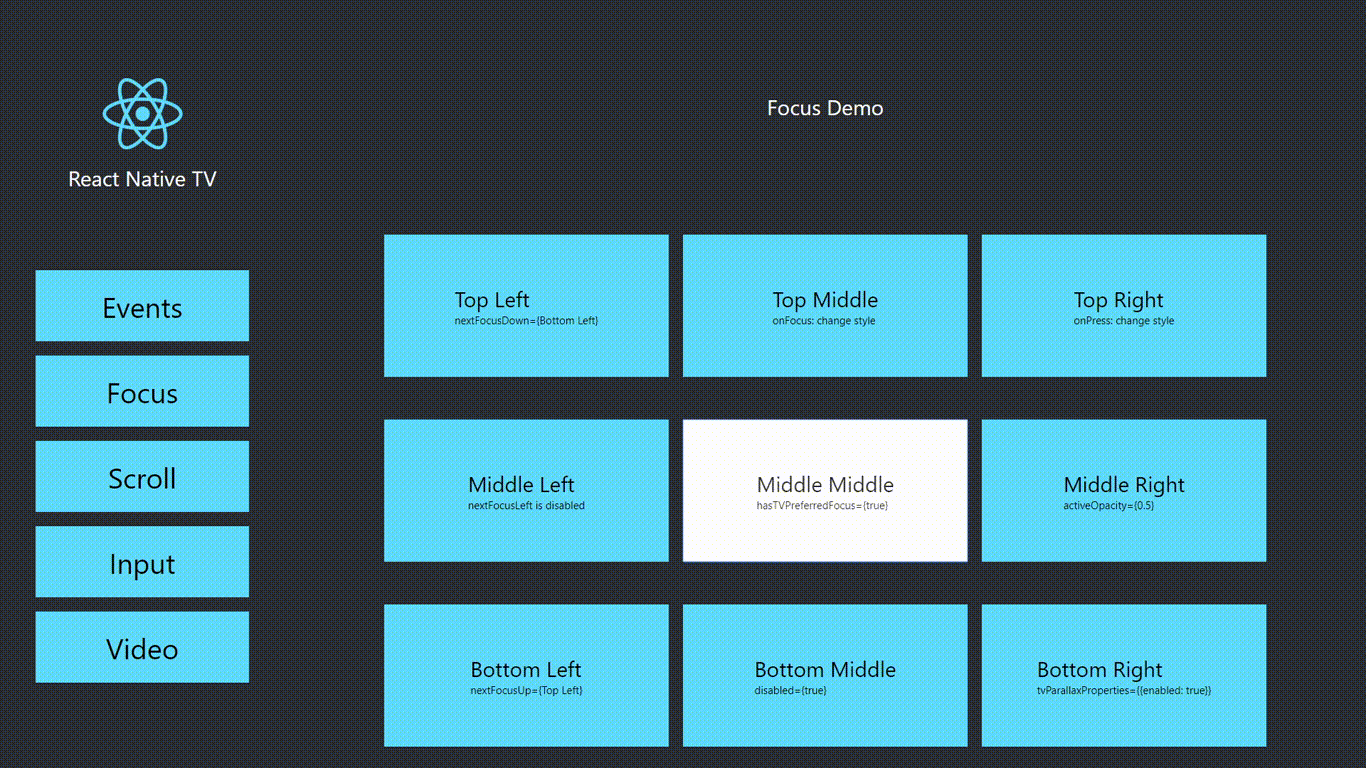 React Native TV
Events
Focus
Scroll
Input
Video
Focus Demo
Top Left
nextFocusDown={Bottom Left}
Top Middle
onFocus: change style
Top Right
onPress: change style
Middle Left
nextFocusLeft is disabled
Middle Middle
hasTVPreferredFocus={true}
Middle Right
activeOpacity={0.5}
Bottom Left
nextFocusUp={Top Left}
Bottom Middle
disabled={true}
Bottom Right
tvParallaxProperties={{enabled: true}}